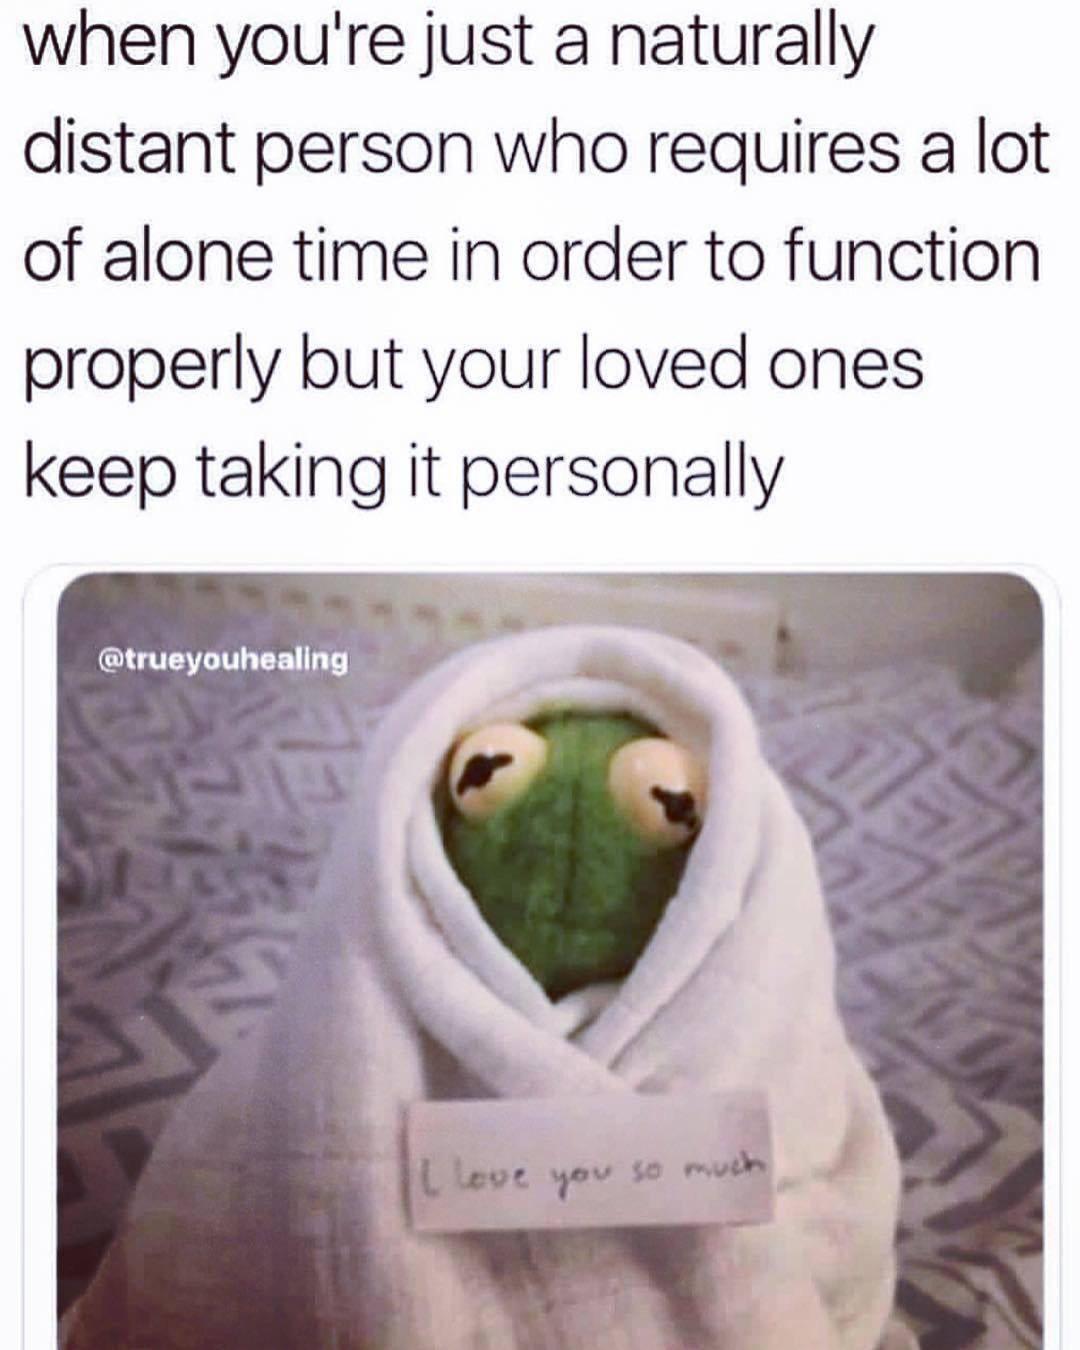 when you're just a naturally
distant person who requires a lot
of alone time in order to function
properly but your loved ones
keep taking it personally
@trueyouhealing
I love you so much